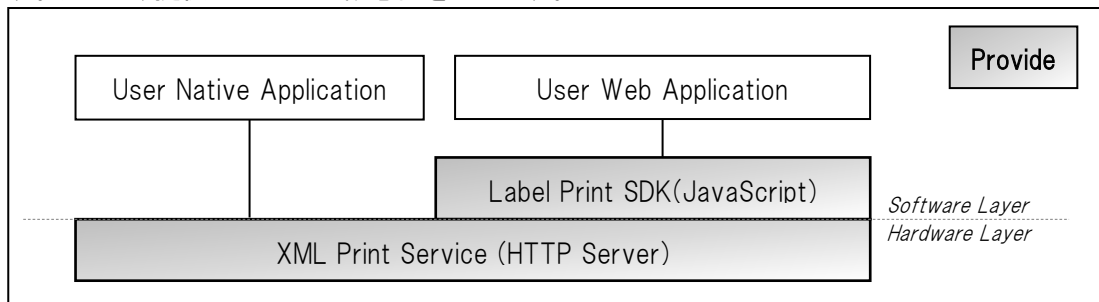 Provide
User Native Application
User Web Application
Label Print SDK(JavaScript)
Software Layer
Hardware Layer
XML Print Service (HTTP Server)